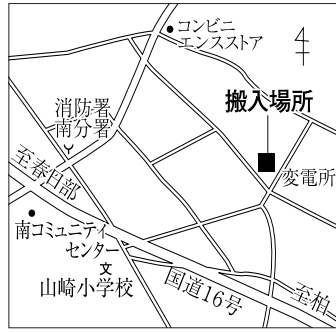 コンビニ
エンスストア
搬入場所
消防署
南分署
変電所
至春日部
南コミュニティ
センター
文
山崎小学校
国道16号
至柏